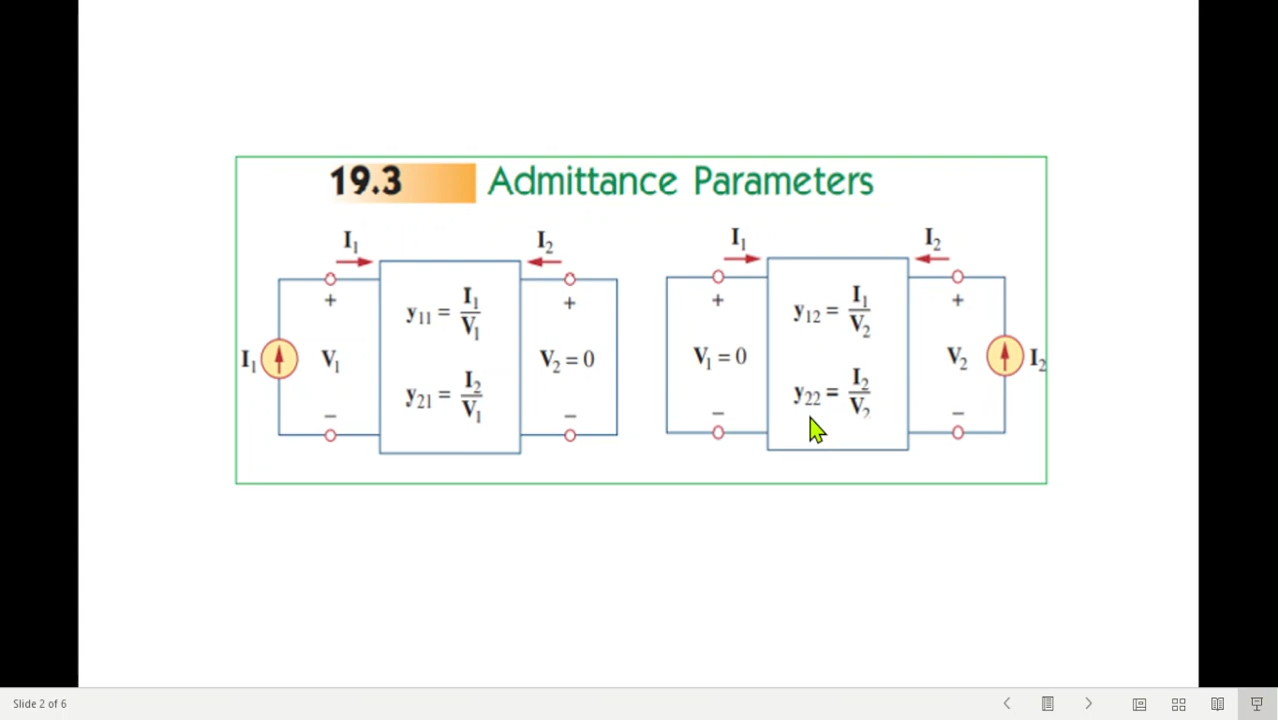 19.3 Admittance Parameters
I₁ I₂ I₁ I₂
+ + + +
y₁₁ = I₁/V₁ y₁₂ = I₁/V₂
I₁ V₁ V₂ = 0 V₁ = 0 V₂ I₂
y₂₁ = I₂/V₁ y₂₂ = I₂/V₂
− − − −
Slide 2 of 6